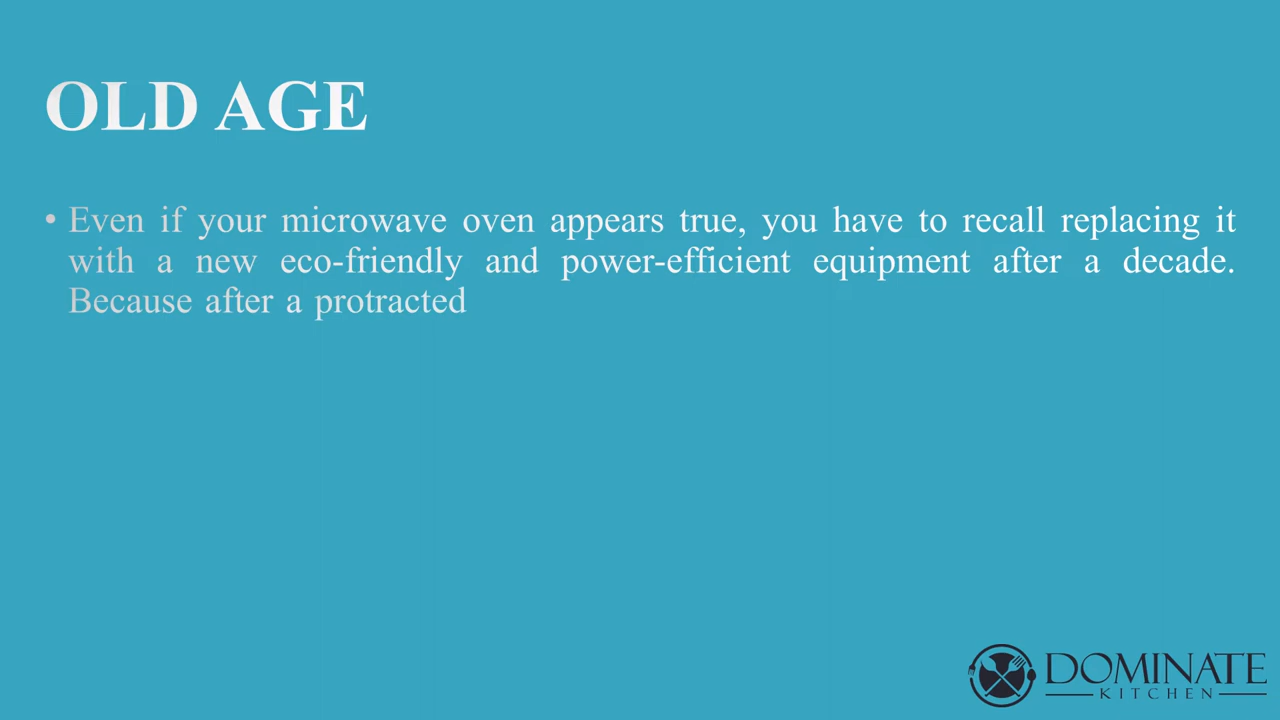 OLD AGE
• Even if your microwave oven appears true, you have to recall replacing it
with a new eco-friendly and power-efficient equipment after a decade.
Because after a protracted
DOMINATE
KITCHEN